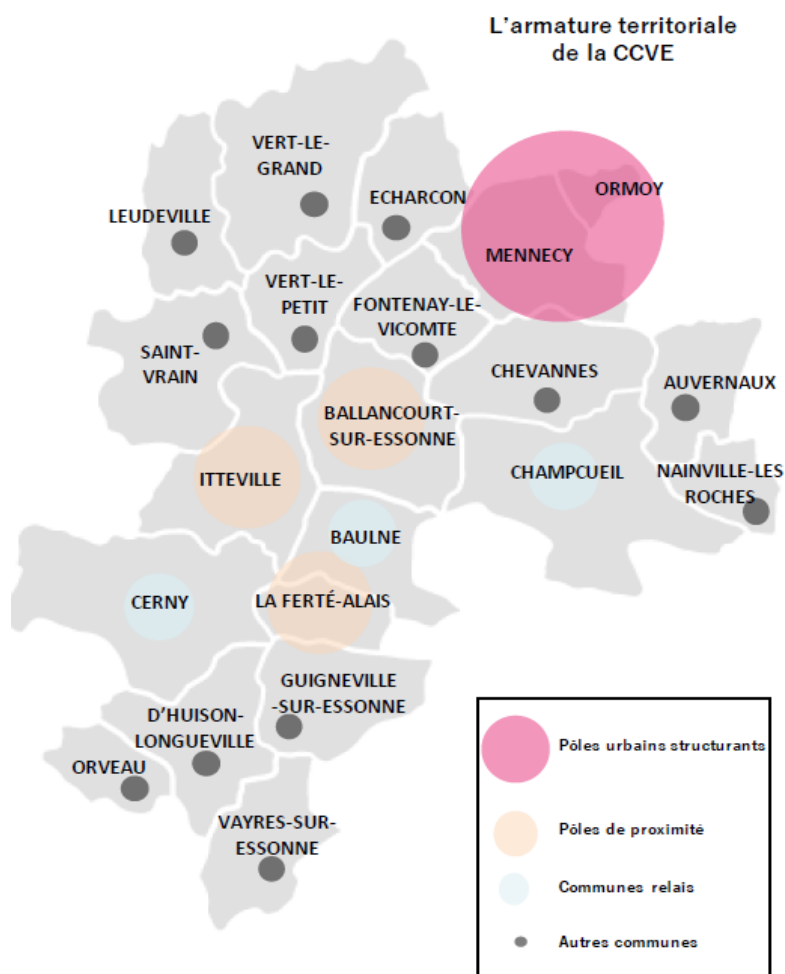 L'armature territoriale
de la CCVE
VERT-LE-
GRAND
ECHARCON
ORMOY
LEUDEVILLE
MENNECY
VERT-LE-
PETIT
FONTENAY-LE-
VICOMTE
SAINT-
VRAIN
CHEVANNES
AUVERNAUX
BALLANCOURT-
SUR-ESSONNE
ITTEVILLE
CHAMPCUEIL
NAINVILLE-LES
ROCHES
BAULNE
CERNY
LA FERTÉ-ALAIS
GUIGNEVILLE
-SUR-ESSONNE
D'HUISON-
LONGUEVILLE
ORVEAU
VAYRES-SUR-
ESSONNE
Pôles urbains structurants
Pôles de proximité
Communes relais
Autres communes